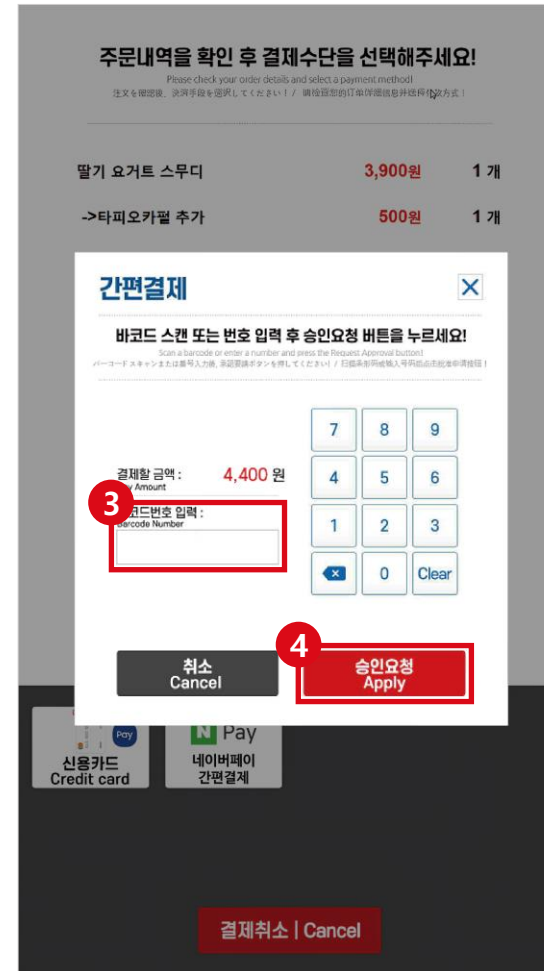 주문내역을 확인 후 결제수단을 선택해주세요!
Please check your order details and select a payment method!
딸기 요거트 스무디 3,900원 1 개
->타피오카펄 추가 500원 1 개
간편결제
바코드 스캔 또는 번호 입력 후 승인요청 버튼을 누르세요!
Scan a barcode or enter a number and press the Request Approval button!
7 8 9
결제할 금액 : 4,400 원
Amount
4 5 6
3
코드번호 입력 :
Barcode Number
1 2 3
0 Clear
4
취소
Cancel
승인요청
Apply
Pay
신용카드
Credit card
N Pay
네이버페이
간편결제
결제취소 | Cancel